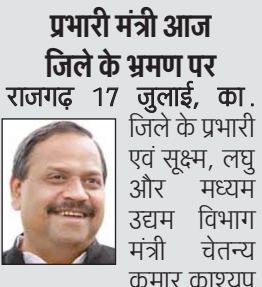 प्रभारी मंत्री आज
जिले के भ्रमण पर
राजगढ़ 17 जुलाई, का.
जिले के प्रभारी
एवं सूक्ष्म, लघु
और मध्यम
उद्यम विभाग
मंत्री चेतन्य
कुमार काश्यप